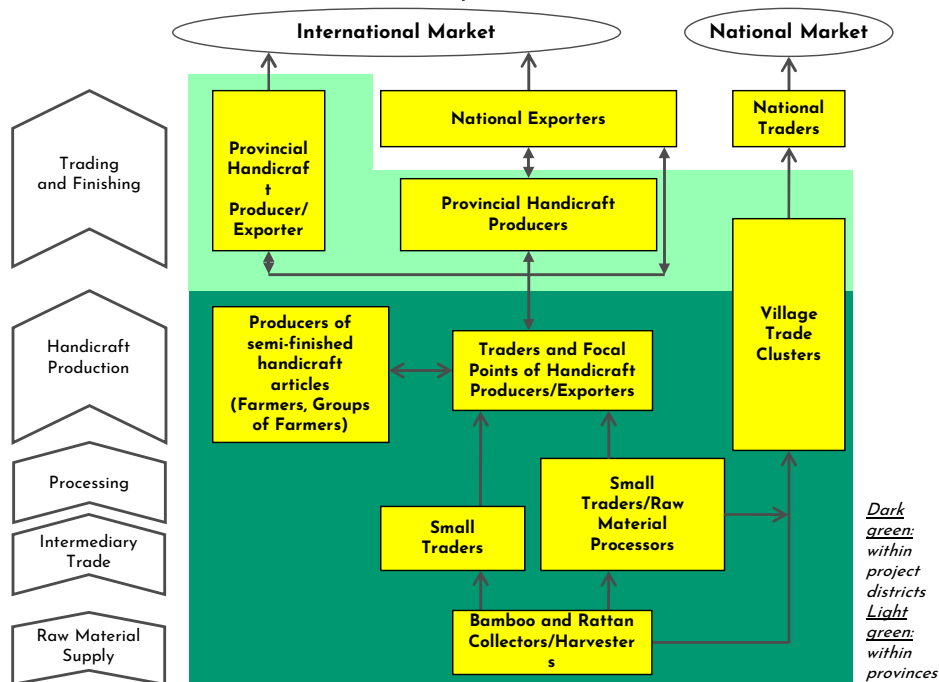 International Market
National Market
Trading
and Finishing
Provincial
Handicraf
t
Producer/
Exporter
National Exporters
National
Traders
Provincial Handicraft
Producers
Handicraft
Production
Producers of
semi-finished
handicraft
articles
(Farmers, Groups
of Farmers)
Traders and Focal
Points of Handicraft
Producers/Exporters
Village
Trade
Clusters
Processing
Small
Traders/Raw
Material
Processors
Intermediary
Trade
Small
Traders
Raw Material
Supply
Bamboo and Rattan
Collectors/Harvester
s
Dark
green:
within
project
districts
Light
green:
within
provinces